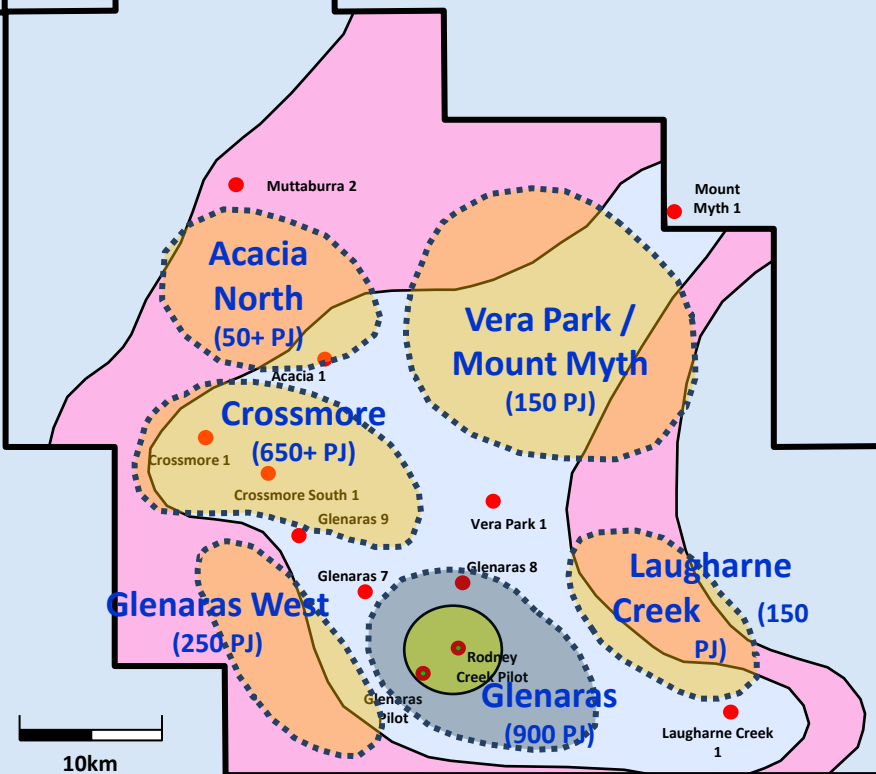 Muttaburra 2
Mount
Myth 1
Acacia
North
(50+ PJ)
Vera Park /
Mount Myth
(150 PJ)
Acacia 1
Crossmore
(650+ PJ)
Crossmore 1
Crossmore South 1
Glenaras 9
Vera Park 1
Glenaras 7
Glenaras 8
Laugharne
Creek (150
PJ)
Glenaras West
(250 PJ)
Rodney
Creek Pilot
Glenaras
Pilot
Glenaras
(900 PJ)
Laugharne Creek
1
10km